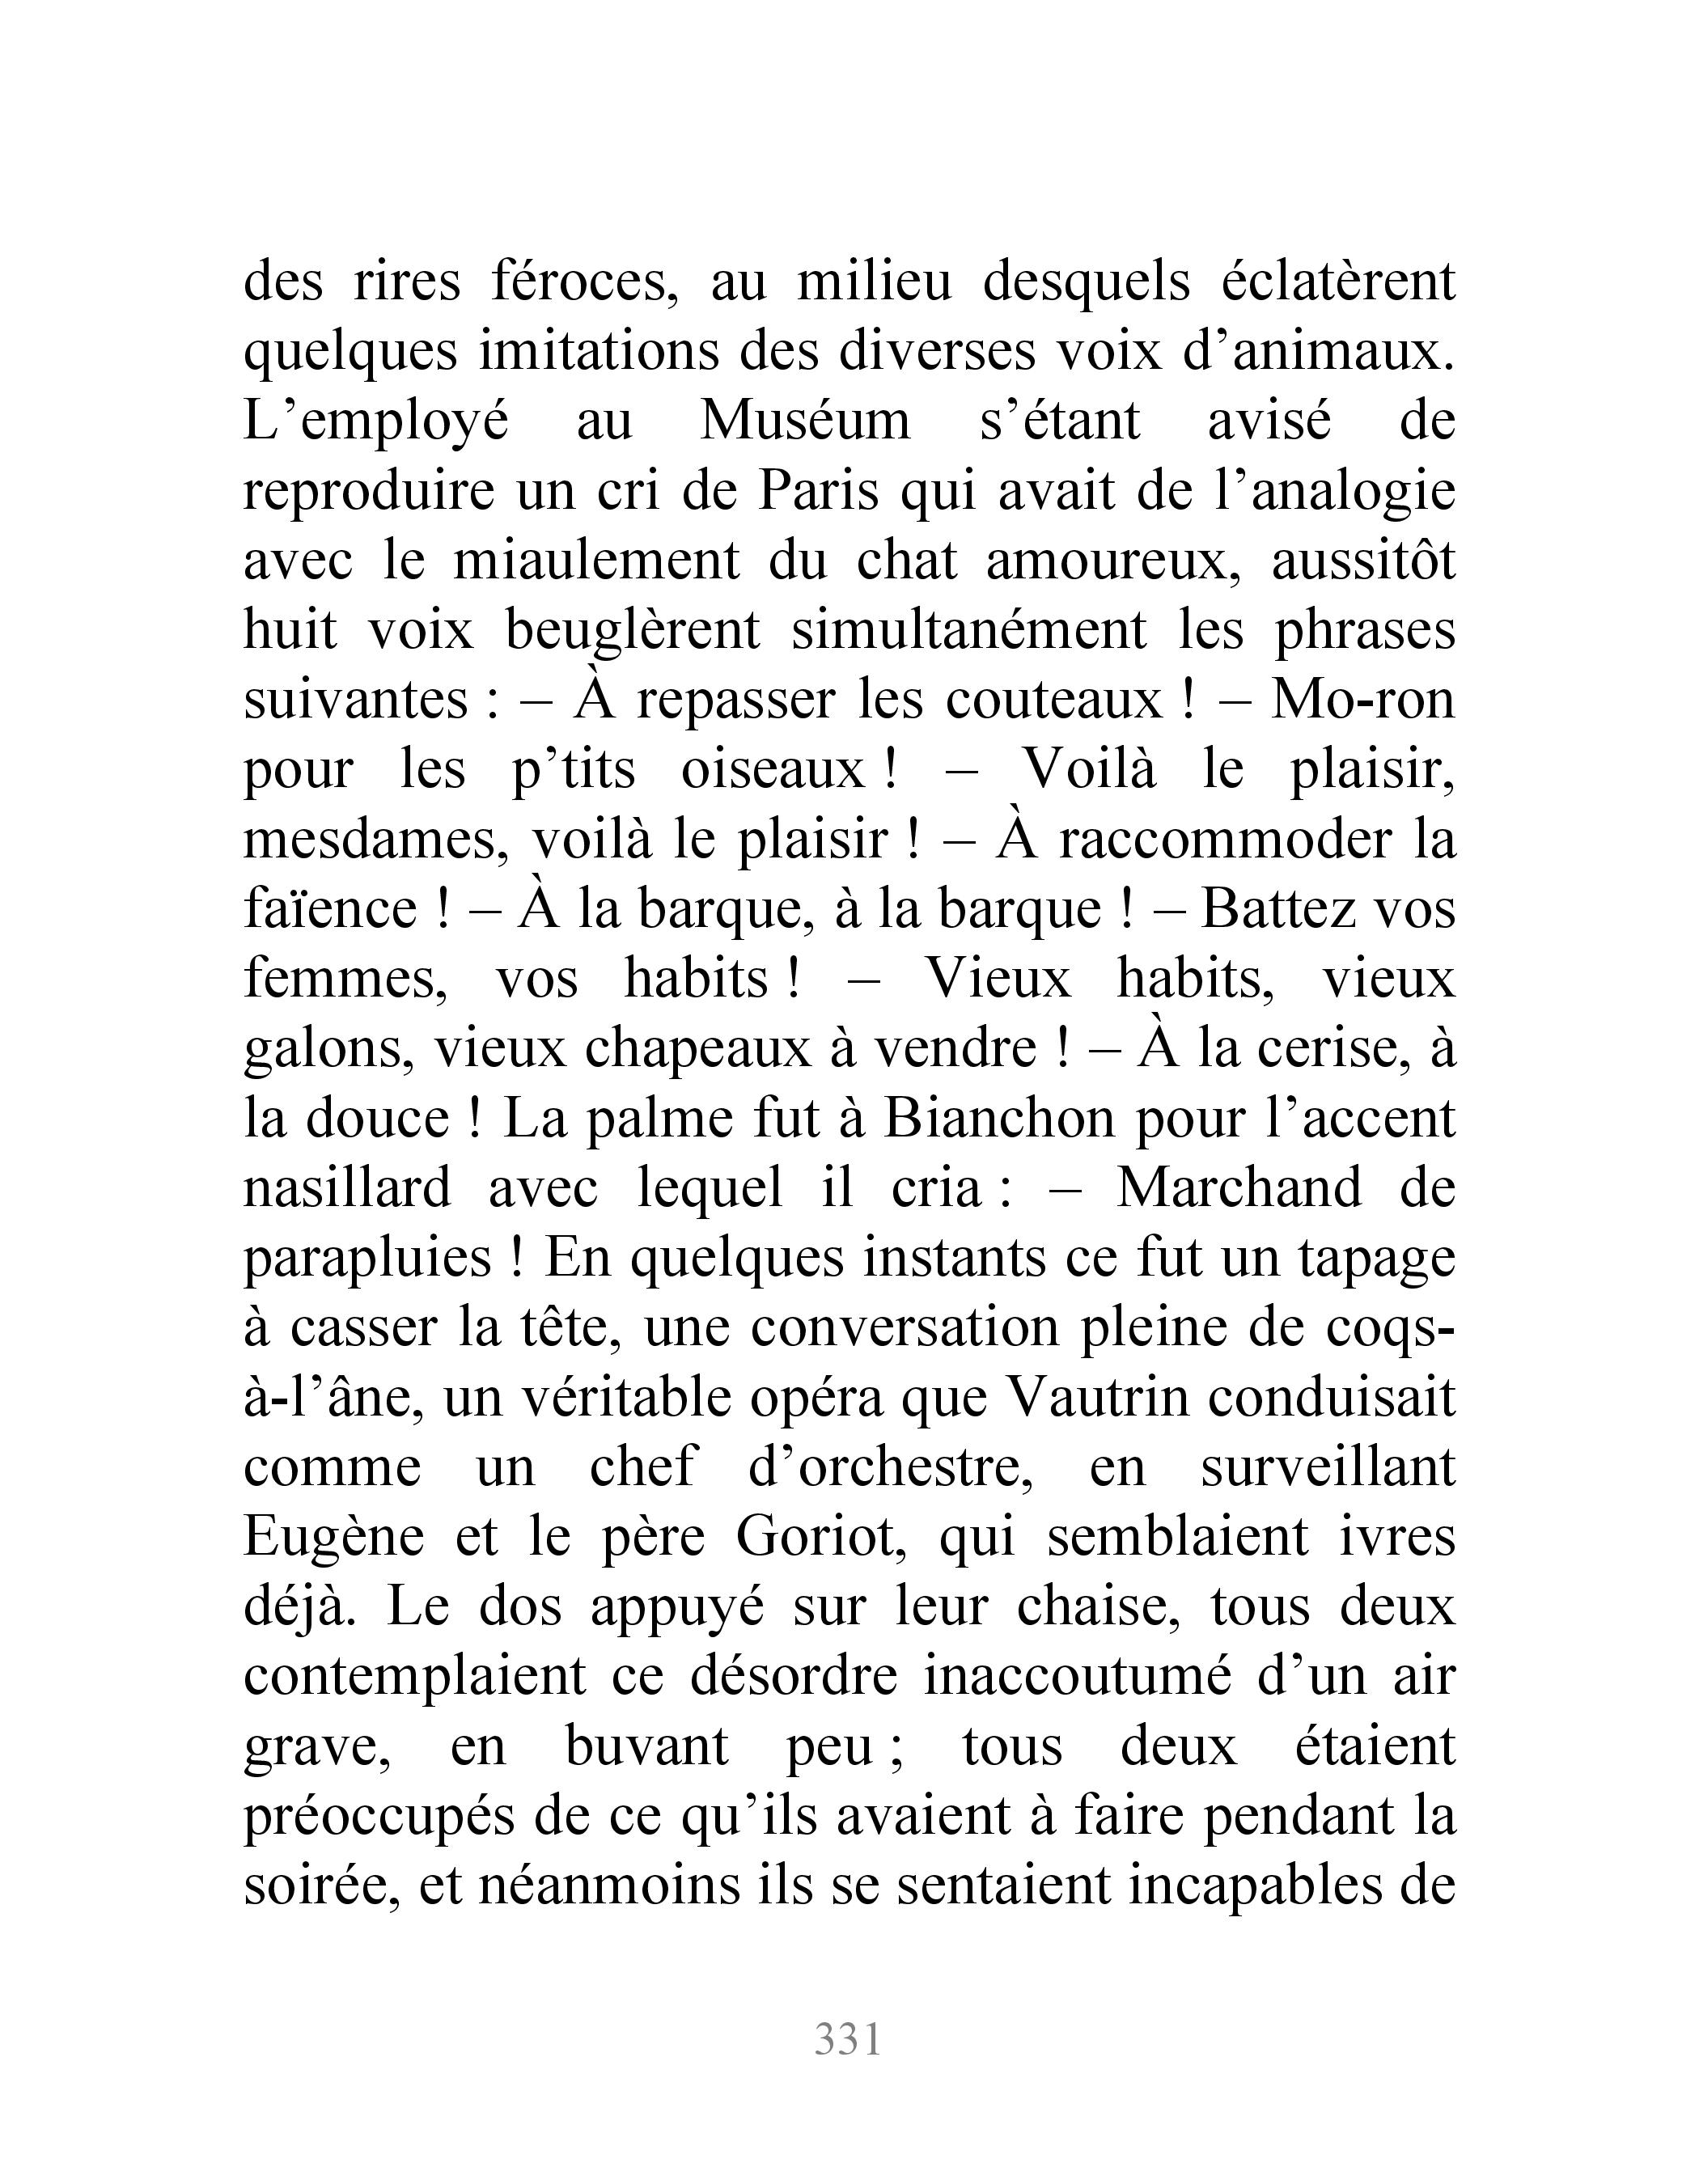 des rires féroces, au milieu desquels éclatèrent
quelques imitations des diverses voix d’animaux.
L’employé au Muséum s’étant avisé de
reproduire un cri de Paris qui avait de l’analogie
avec le miaulement du chat amoureux, aussitôt
huit voix beuglèrent simultanément les phrases
suivantes : – À repasser les couteaux ! – Mo-ron
pour les p’tits oiseaux ! – Voilà le plaisir,
mesdames, voilà le plaisir ! – À raccommoder la
faïence ! – À la barque, à la barque ! – Battez vos
femmes, vos habits ! – Vieux habits, vieux
galons, vieux chapeaux à vendre ! – À la cerise, à
la douce ! La palme fut à Bianchon pour l’accent
nasillard avec lequel il cria : – Marchand de
parapluies ! En quelques instants ce fut un tapage
à casser la tête, une conversation pleine de coqs-
à-l’âne, un véritable opéra que Vautrin conduisait
comme un chef d’orchestre, en surveillant
Eugène et le père Goriot, qui semblaient ivres
déjà. Le dos appuyé sur leur chaise, tous deux
contemplaient ce désordre inaccoutumé d’un air
grave, en buvant peu ; tous deux étaient
préoccupés de ce qu’ils avaient à faire pendant la
soirée, et néanmoins ils se sentaient incapables de
331